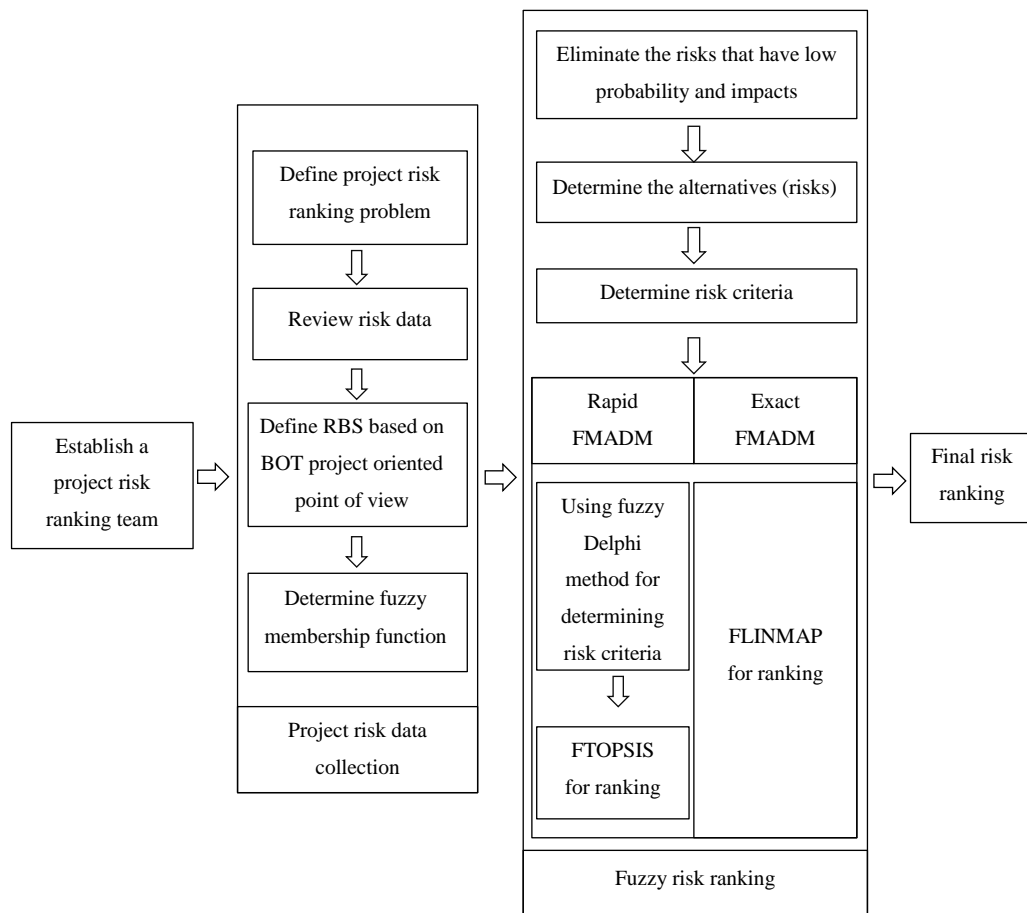 Establish a
project risk
ranking team
Define project risk
ranking problem
Review risk data
Define RBS based on
BOT project oriented
point of view
Determine fuzzy
membership function
Project risk data
collection
Eliminate the risks that have low
probability and impacts
Determine the alternatives (risks)
Determine risk criteria
Rapid
FMADM
Exact
FMADM
Using fuzzy
Delphi
method for
determining
risk criteria
FTOPSIS
for ranking
FLINMAP
for ranking
Fuzzy risk ranking
Final risk
ranking